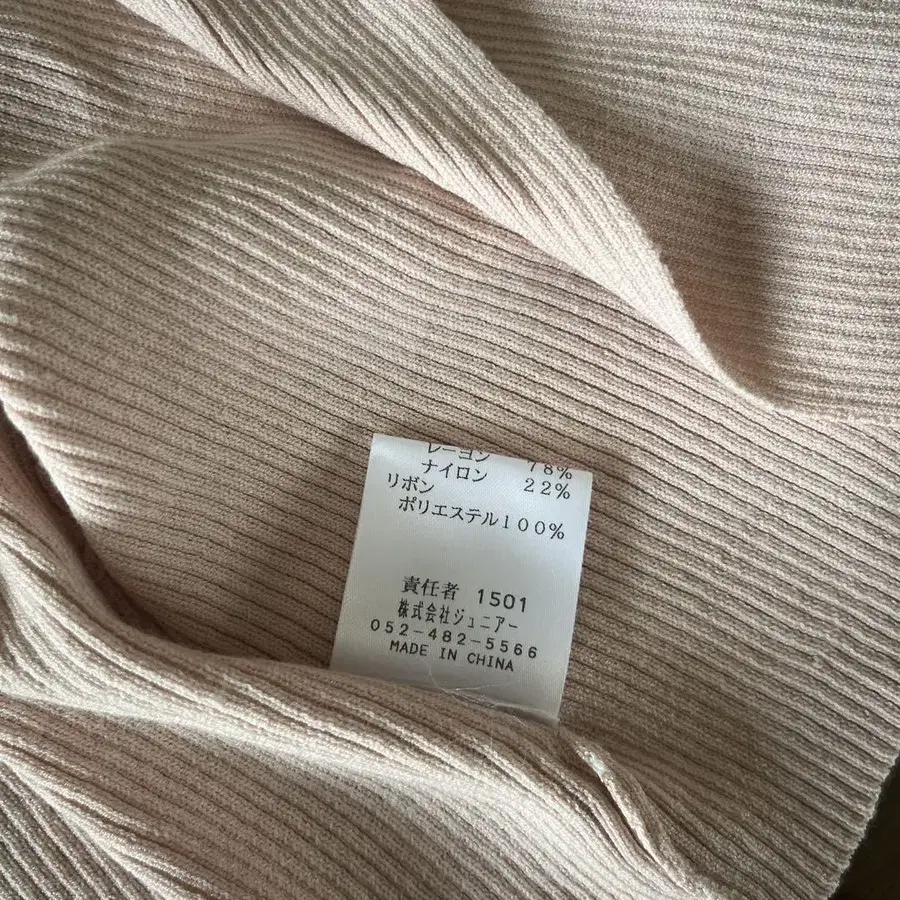 レーヨン 78%
ナイロン 22%
リボン
ポリエステル100%
責任者 1501
株式会社ジュニアー
052-482-5566
MADE IN CHINA